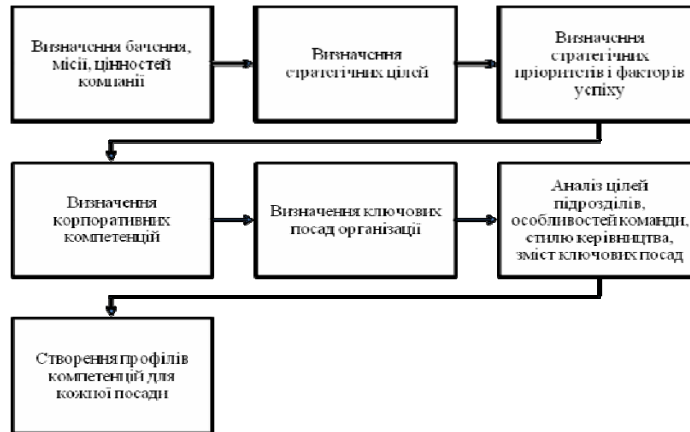 Визначення бачення,
місії, цінностей
компанії
Визначення
стратегічних цілей
Визначення
стратегічних
пріоритетів і факторів
успіху
Визначення
корпоративних
компетенцій
Визначення ключових
посад організації
Аналіз цілей
підрозділів,
особливостей команди,
стилю керівництва,
зміст ключових посад
Створення профілів
компетенцій для
кожної посади